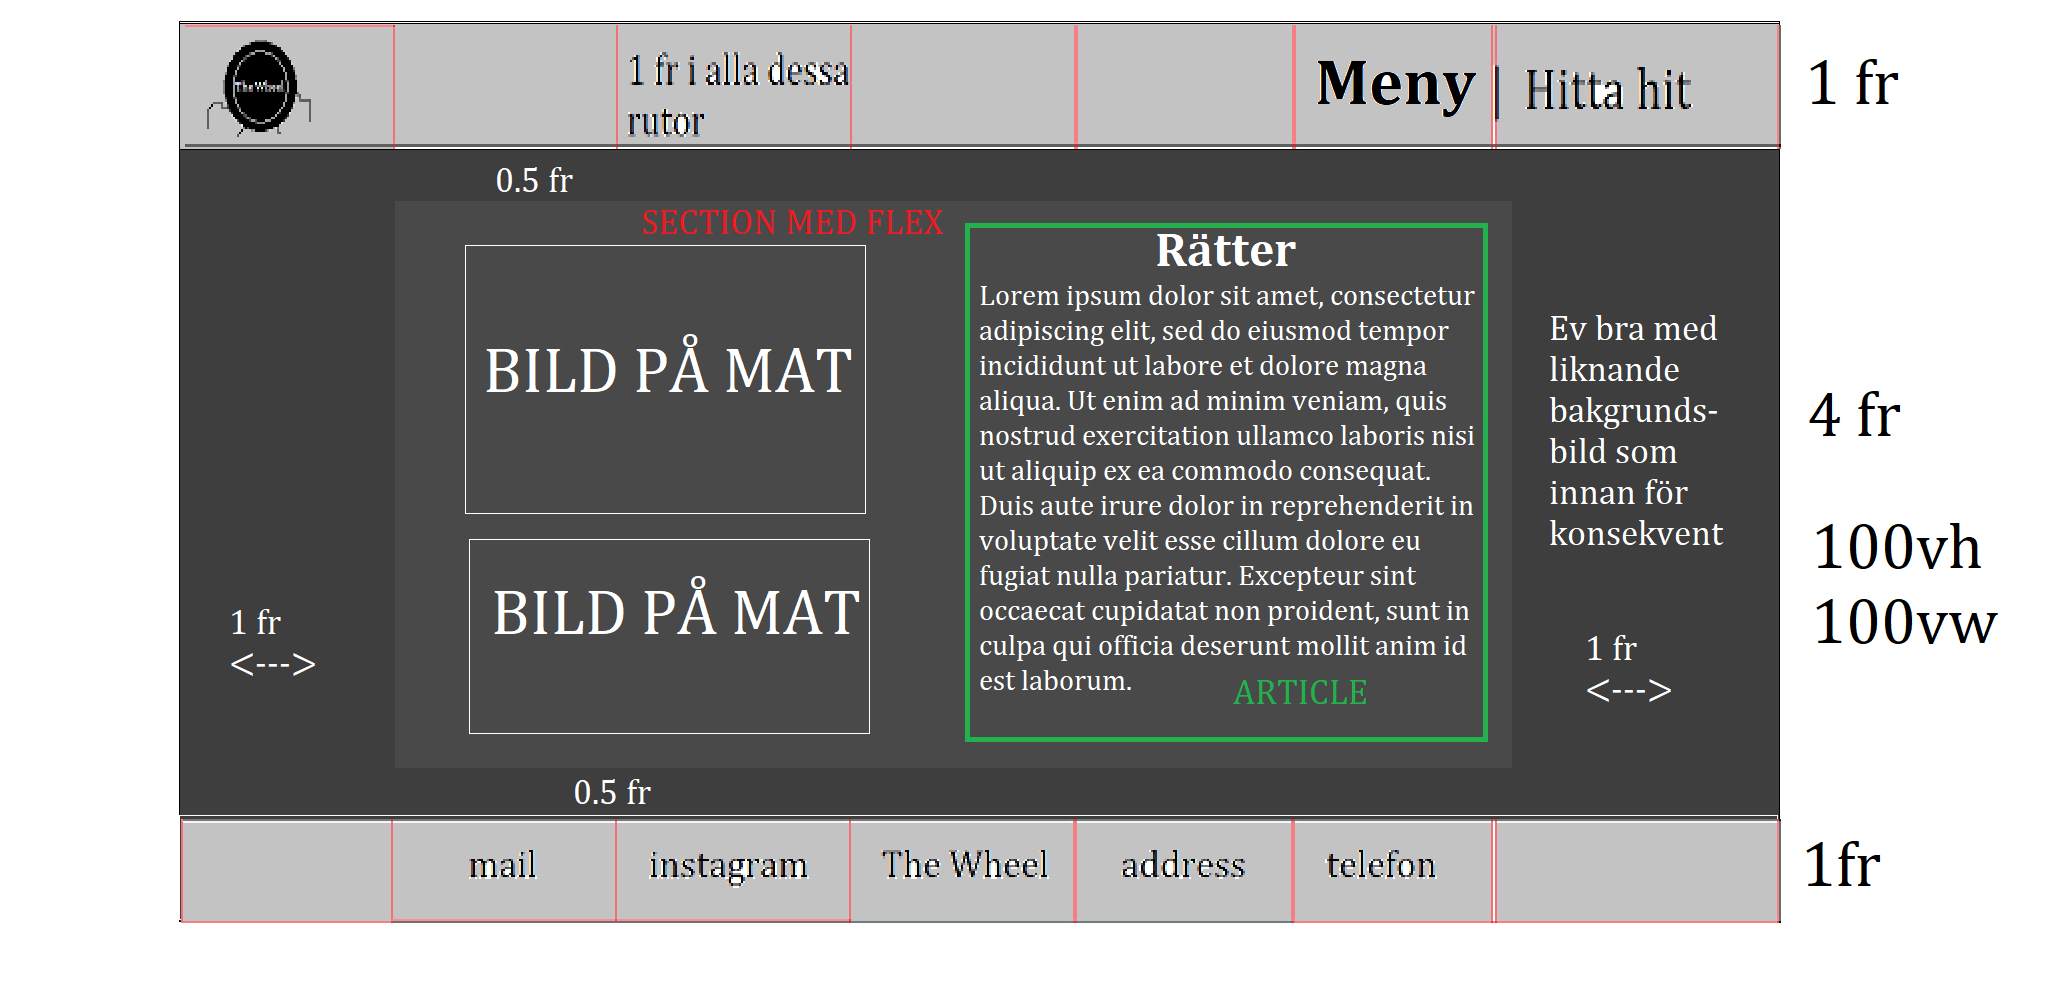 The Wheel
1 fr i alla dessa
rutor
Meny | Hitta hit
1 fr
0.5 fr
SECTION MED FLEX
BILD PÅ MAT
BILD PÅ MAT
Rätter
Lorem ipsum dolor sit amet, consectetur
adipiscing elit, sed do eiusmod tempor
incididunt ut labore et dolore magna
aliqua. Ut enim ad minim veniam, quis
nostrud exercitation ullamco laboris nisi
ut aliquip ex ea commodo consequat.
Duis aute irure dolor in reprehenderit in
voluptate velit esse cillum dolore eu
fugiat nulla pariatur. Excepteur sint
occaecat cupidatat non proident, sunt in
culpa qui officia deserunt mollit anim id
est laborum.
ARTICLE
Ev bra med
liknande
bakgrunds-
bild som
innan för
konsekvent
4 fr
100vh
100vw
1 fr
<--->
1 fr
<--->
0.5 fr
mail
instagram
The Wheel
address
telefon
1fr